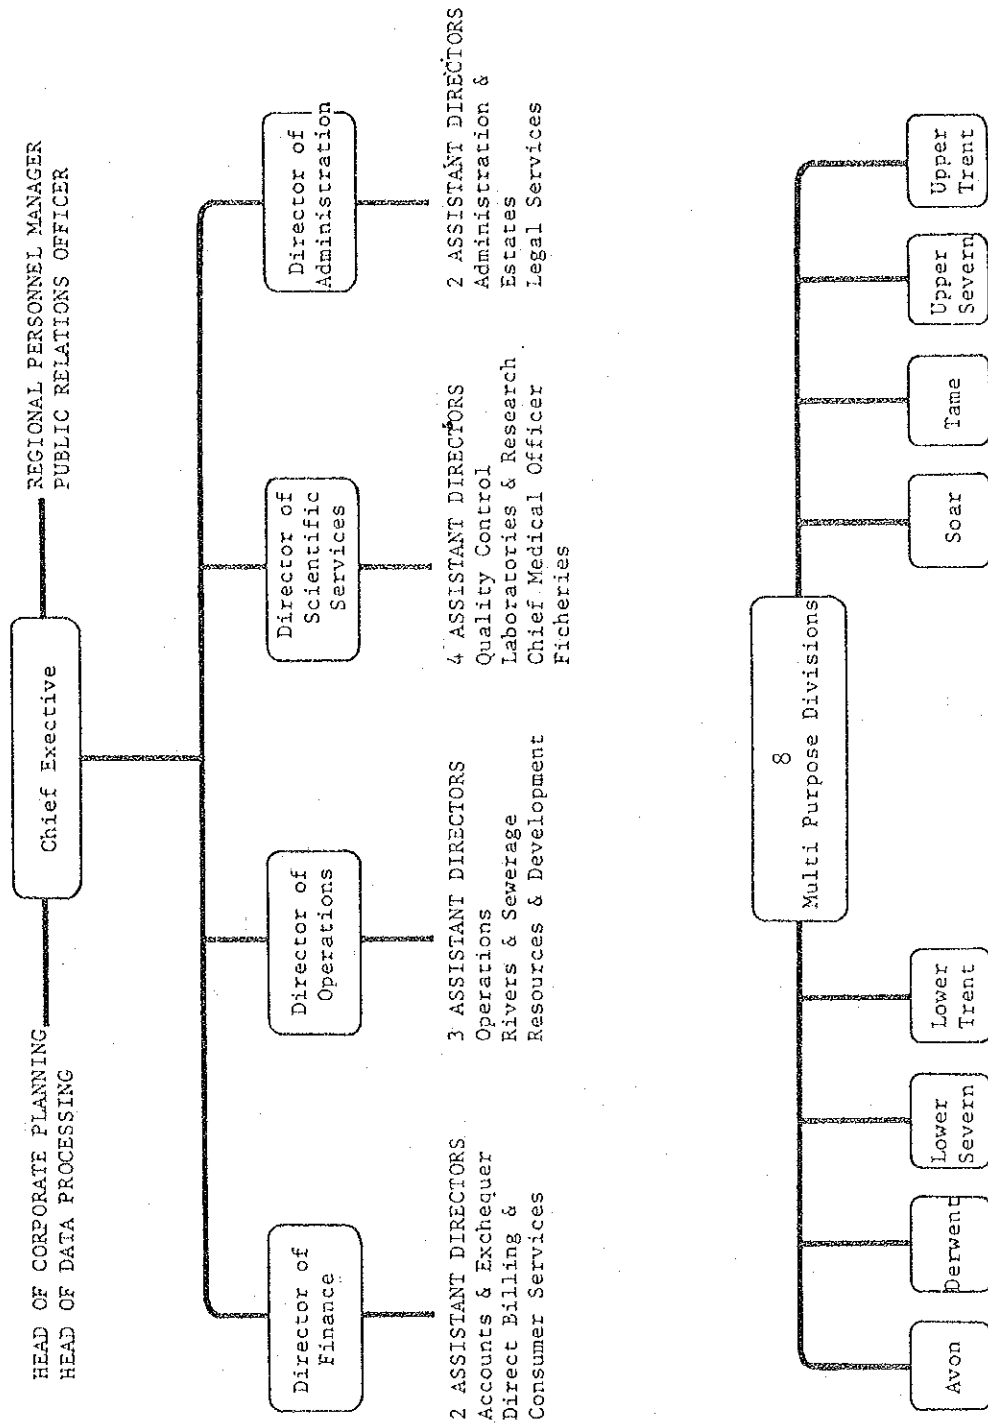 HEAD OF CORPORATE PLANNING
HEAD OF DATA PROCESSING
Chief Exective
REGIONAL PERSONNEL MANAGER
PUBLIC RELATIONS OFFICER
Director of
Finance
Director of
Operations
Director of
Scientific
Services
Director of
Administration
2 ASSISTANT DIRECTORS
Accounts & Exchequer
Direct Billing &
Consumer Services
3 ASSISTANT DIRECTORS
Operations
Rivers & Sewerage
Resources & Development
4 ASSISTANT DIRECTORS
Quality Control
Laboratories & Research
Chief Medical Officer
Ficheries
2 ASSISTANT DIRECTORS
Administration &
Estates
Legal Services
8
Multi Purpose Divisions
Avon
Derwent
Lower
Severn
Lower
Trent
Soar
Tame
Upper
Severn
Upper
Trent